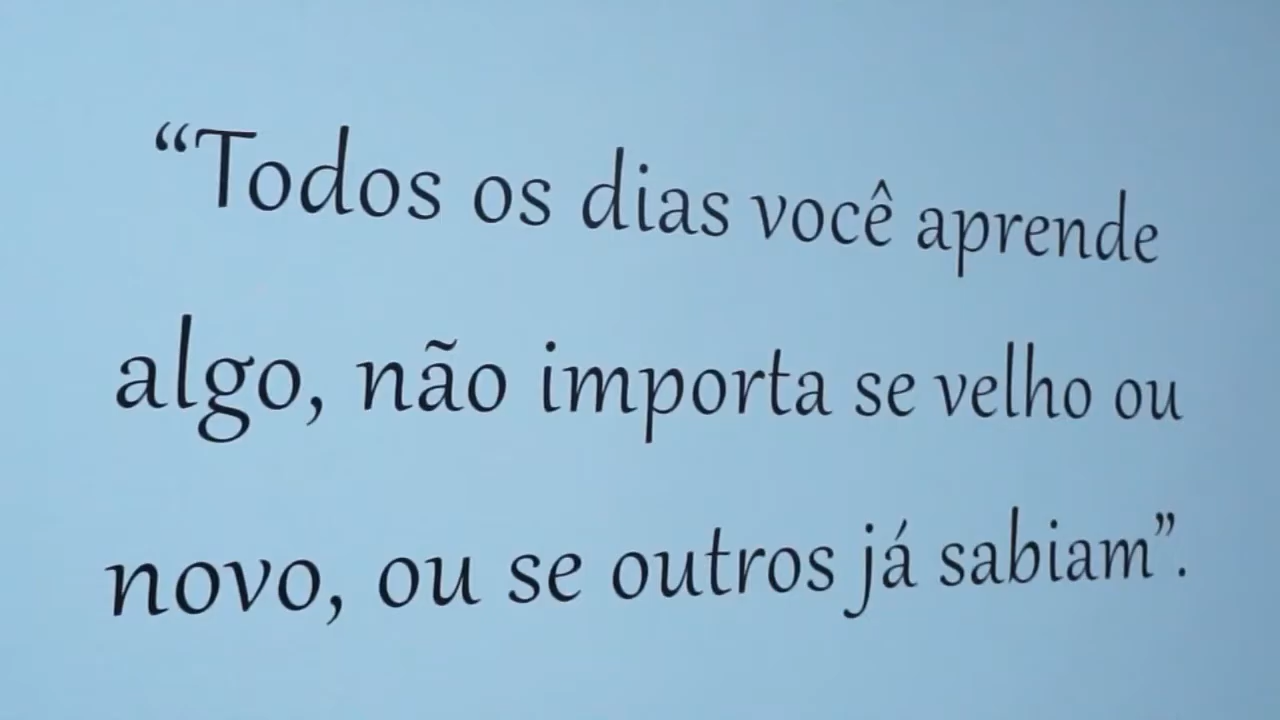 “Todos os dias você aprende
algo, não importa se velho ou
novo, ou se outros já sabiam”.